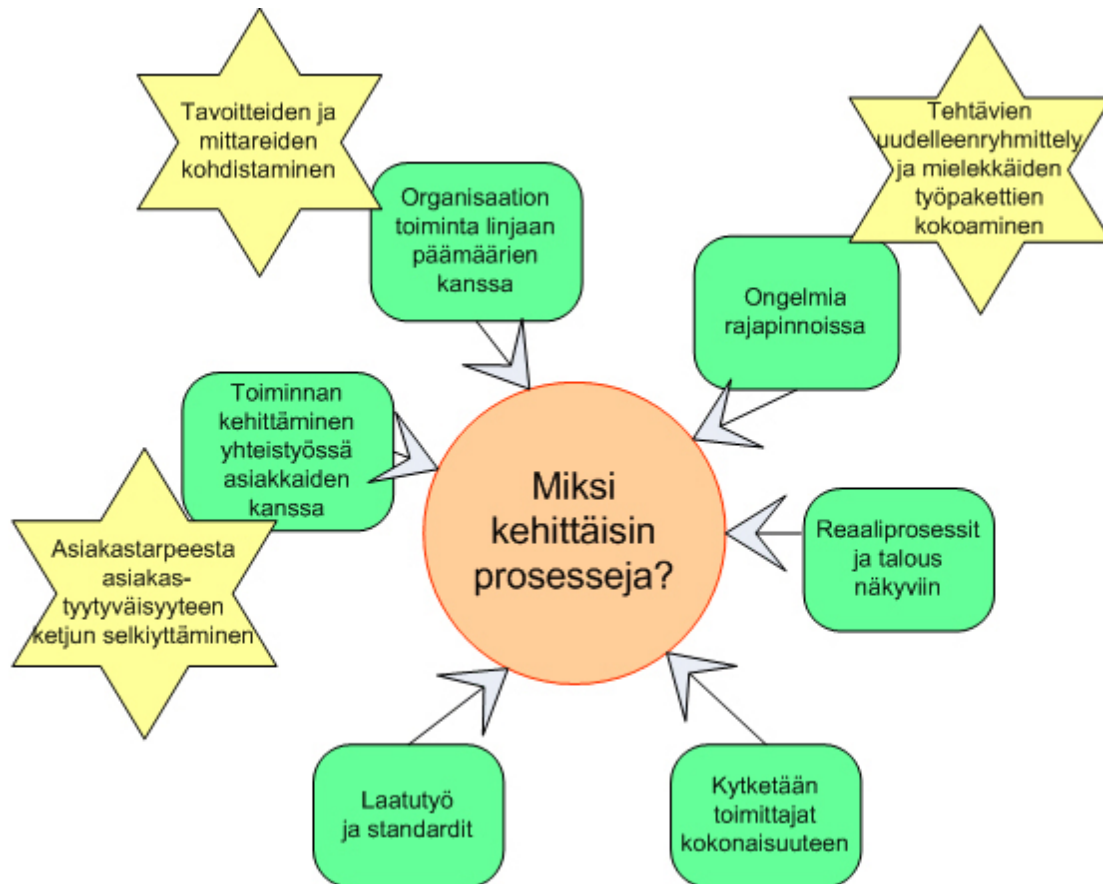 Tavoitteiden ja
mittareiden
kohdistaminen
Tehtävien
uudelleenryhmittely
ja mielekkäiden
työpakettien
kokoaminen
Organisaation
toiminta linjaan
päämäärien
kanssa
Ongelmia
rajapinnoissa
Toiminnan
kehittäminen
yhteistyössä
asiakkaiden
kanssa
Miksi
kehittäisin
prosesseja?
Reaaliprosessit
ja talous
näkyviin
Asiakastarpeesta
asiakas-
tyytyväisyyteen
ketjun selkiyttäminen
Laatutyö
ja standardit
Kytketään
toimittajat
kokonaisuuteen